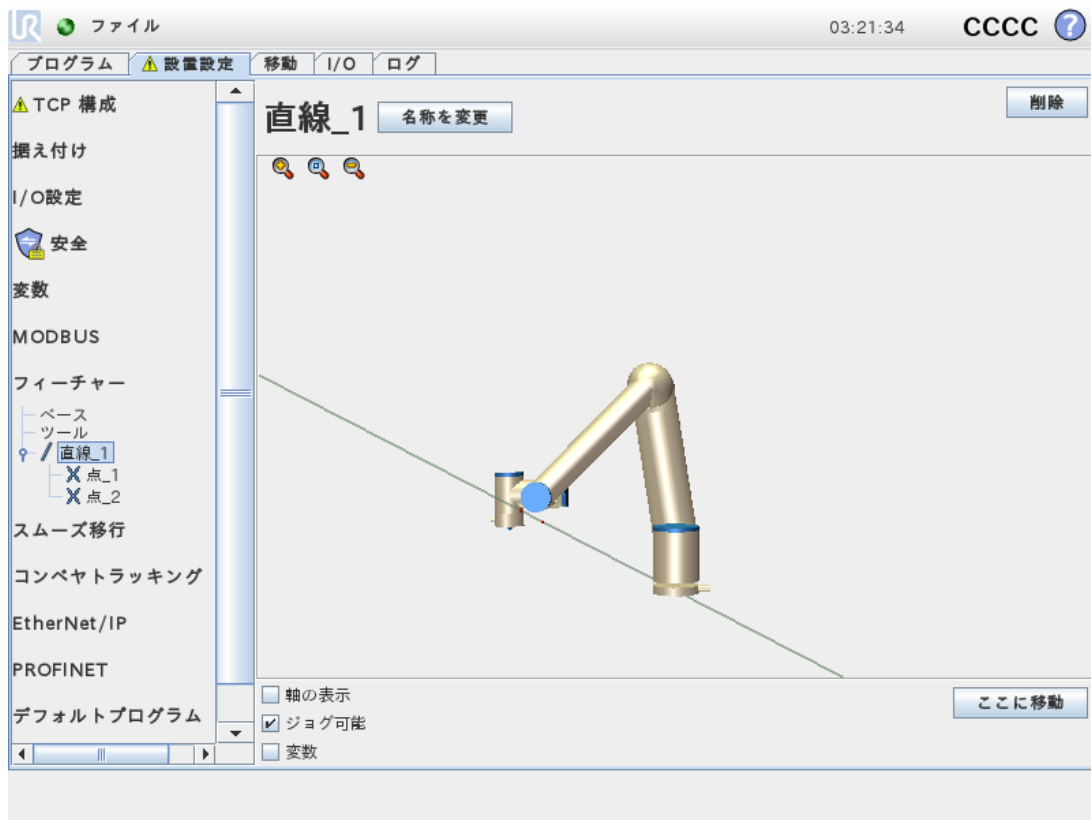 UR ファイル 03:21:34 CCCC ?
プログラム 設置設定 移動 I/O ログ
TCP 構成
据え付け
I/O設定
安全
変数
MODBUS
フィーチャー
ベース
ツール
直線_1
点_1
点_2
スムーズ移行
コンベヤトラッキング
EtherNet/IP
PROFINET
デフォルトプログラム
直線_1 名称を変更 削除
軸の表示
ジョグ可能
変数
ここに移動